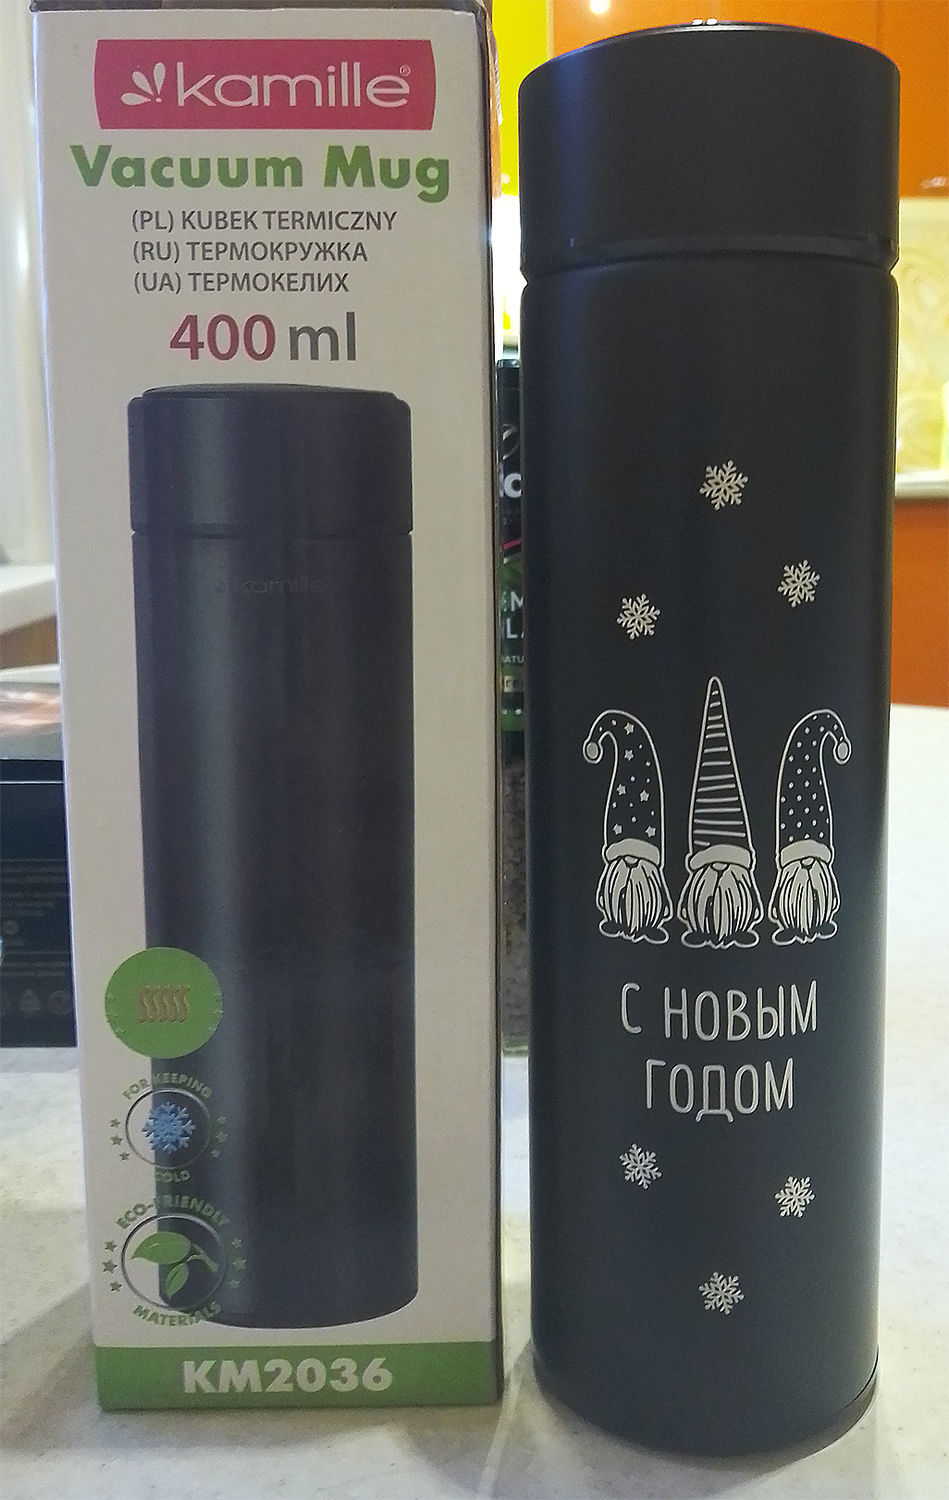 kamille®
Vacuum Mug
(PL) KUBEK TERMICZNY
(RU) ТЕРМОКРУЖКА
(UA) ТЕРМОКЕЛИХ
400 ml
kamille
FOR KEEPING
COLD
ECO-FRIENDLY
MATERIALS
KM2036
С НОВЫМ
ГОДОМ